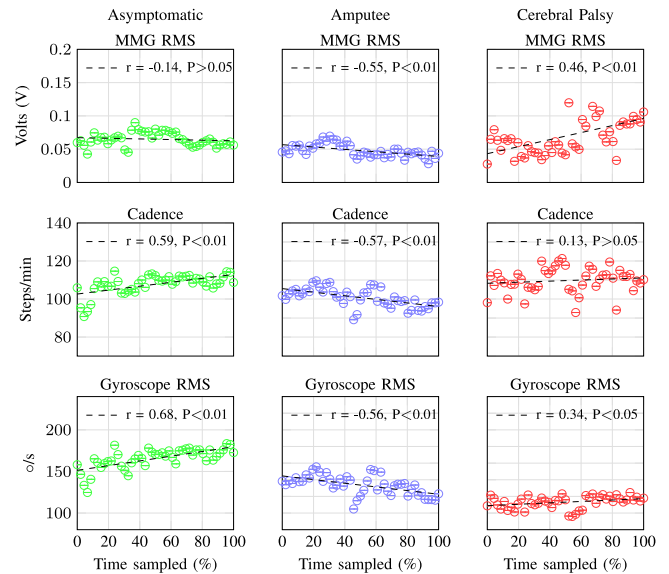 Asymptomatic Amputee Cerebral Palsy
MMG RMS MMG RMS MMG RMS
r = -0.14, P>0.05 r = -0.55, P<0.01 r = 0.46, P<0.01
Volts (V)
0.2
0.15
0.1
0.05
0
Cadence Cadence Cadence
r = 0.59, P<0.01 r = -0.57, P<0.01 r = 0.13, P>0.05
Steps/min
140
120
100
80
Gyroscope RMS Gyroscope RMS Gyroscope RMS
r = 0.68, P<0.01 r = -0.56, P<0.01 r = 0.34, P<0.05
○/s
200
150
100
0 20 40 60 80 100 0 20 40 60 80 100 0 20 40 60 80 100
Time sampled (%) Time sampled (%) Time sampled (%)